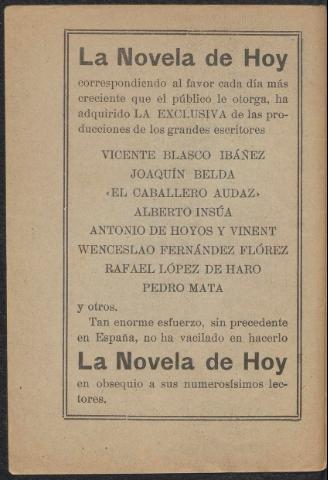 La Novela de Hoy
correspondiendo al favor cada día más
creciente que el público le otorga, ha
adquirido LA EXCLUSIVA de las pro-
ducciones de los grandes escritores
VICENTE BLASCO IBÁÑEZ
JOAQUÍN BELDA
«EL CABALLERO AUDAZ»
ALBERTO INSÚA
ANTONIO DE HOYOS Y VINENT
WENCESLAO FERNÁNDEZ FLÓREZ
RAFAEL LÓPEZ DE HARO
PEDRO MATA
y otros.
Tan enorme esfuerzo, sin precedente
en España, no ha vacilado en hacerlo
La Novela de Hoy
en obsequio a sus numerosísimos lec-
tores.